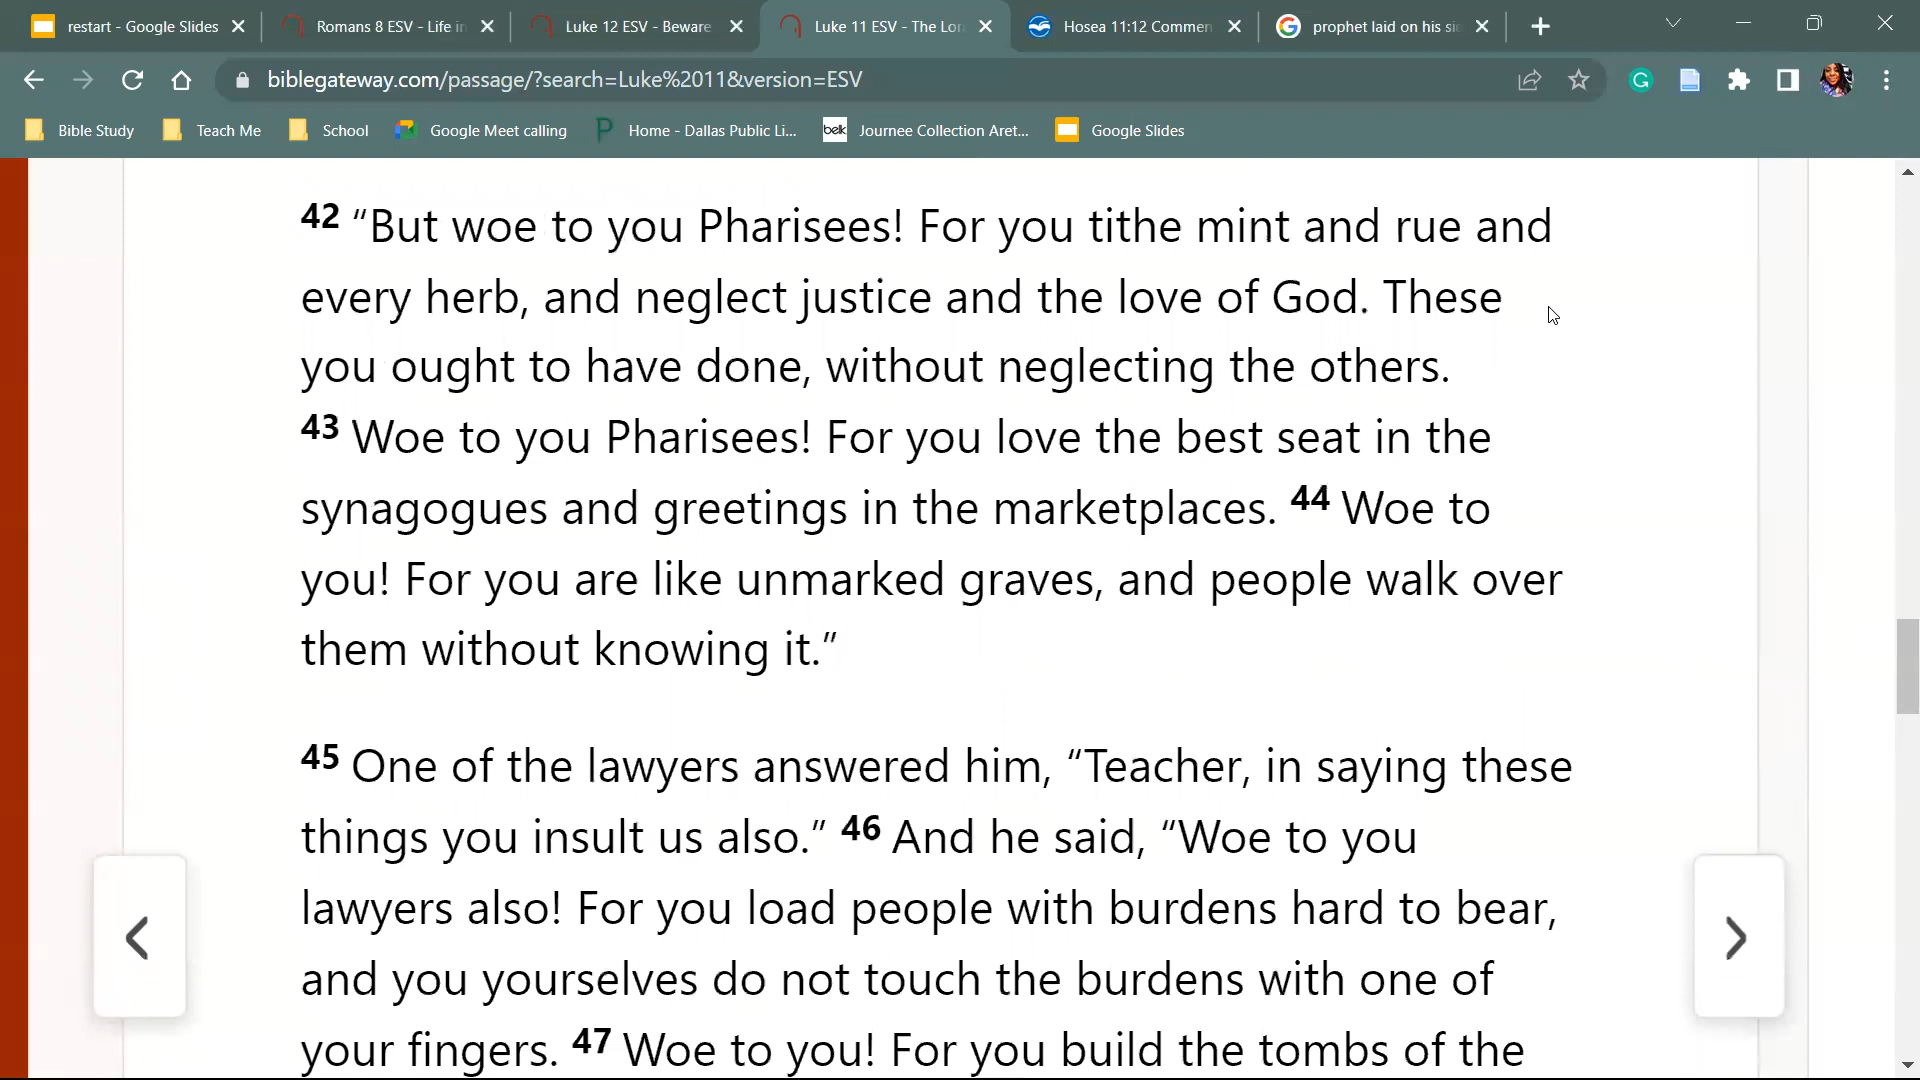 restart - Google Slides
Romans 8 ESV - Life in
Luke 12 ESV - Beware
Luke 11 ESV - The Lor
Hosea 11:12 Commen
prophet laid on his si
biblegateway.com/passage/?search=Luke%2011&version=ESV
Bible Study
Teach Me
School
Google Meet calling
Home - Dallas Public Li...
belk
Journee Collection Aret...
Google Slides
42 “But woe to you Pharisees! For you tithe mint and rue and
every herb, and neglect justice and the love of God. These
you ought to have done, without neglecting the others.
43 Woe to you Pharisees! For you love the best seat in the
synagogues and greetings in the marketplaces. 44 Woe to
you! For you are like unmarked graves, and people walk over
them without knowing it.”
45 One of the lawyers answered him, “Teacher, in saying these
things you insult us also.” 46 And he said, “Woe to you
lawyers also! For you load people with burdens hard to bear,
and you yourselves do not touch the burdens with one of
your fingers. 47 Woe to you! For you build the tombs of the